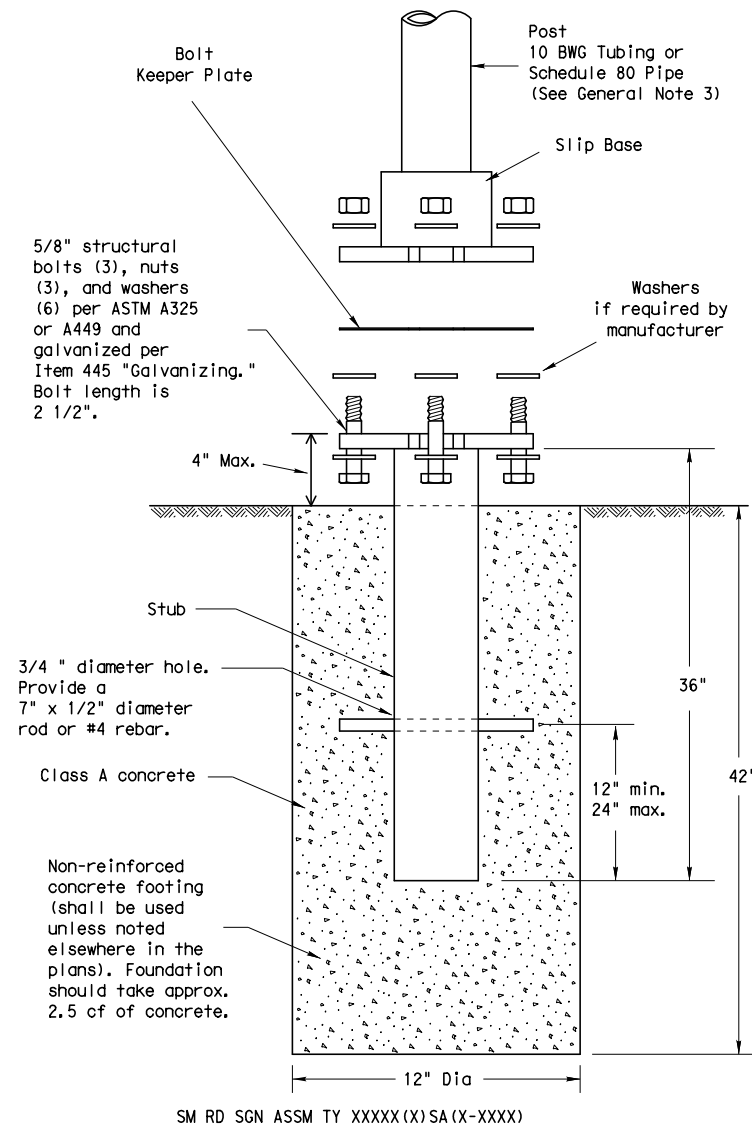 Bolt
Keeper Plate
Post
10 BWG Tubing or
Schedule 80 Pipe
(See General Note 3)
Slip Base
5/8" structural
bolts (3), nuts
(3), and washers
(6) per ASTM A325
or A449 and
galvanized per
Item 445 "Galvanizing."
Bolt length is
2 1/2".
Washers
if required by
manufacturer
4" Max.
Stub
3/4 " diameter hole.
Provide a
7" x 1/2" diameter
rod or #4 rebar.
36"
Class A concrete
12" min.
24" max.
42"
Non-reinforced
concrete footing
(shall be used
unless noted
elsewhere in the
plans). Foundation
should take approx.
2.5 cf of concrete.
12" Dia
SM RD SGN ASSM TY XXXXX(X)SA(X-XXXX)